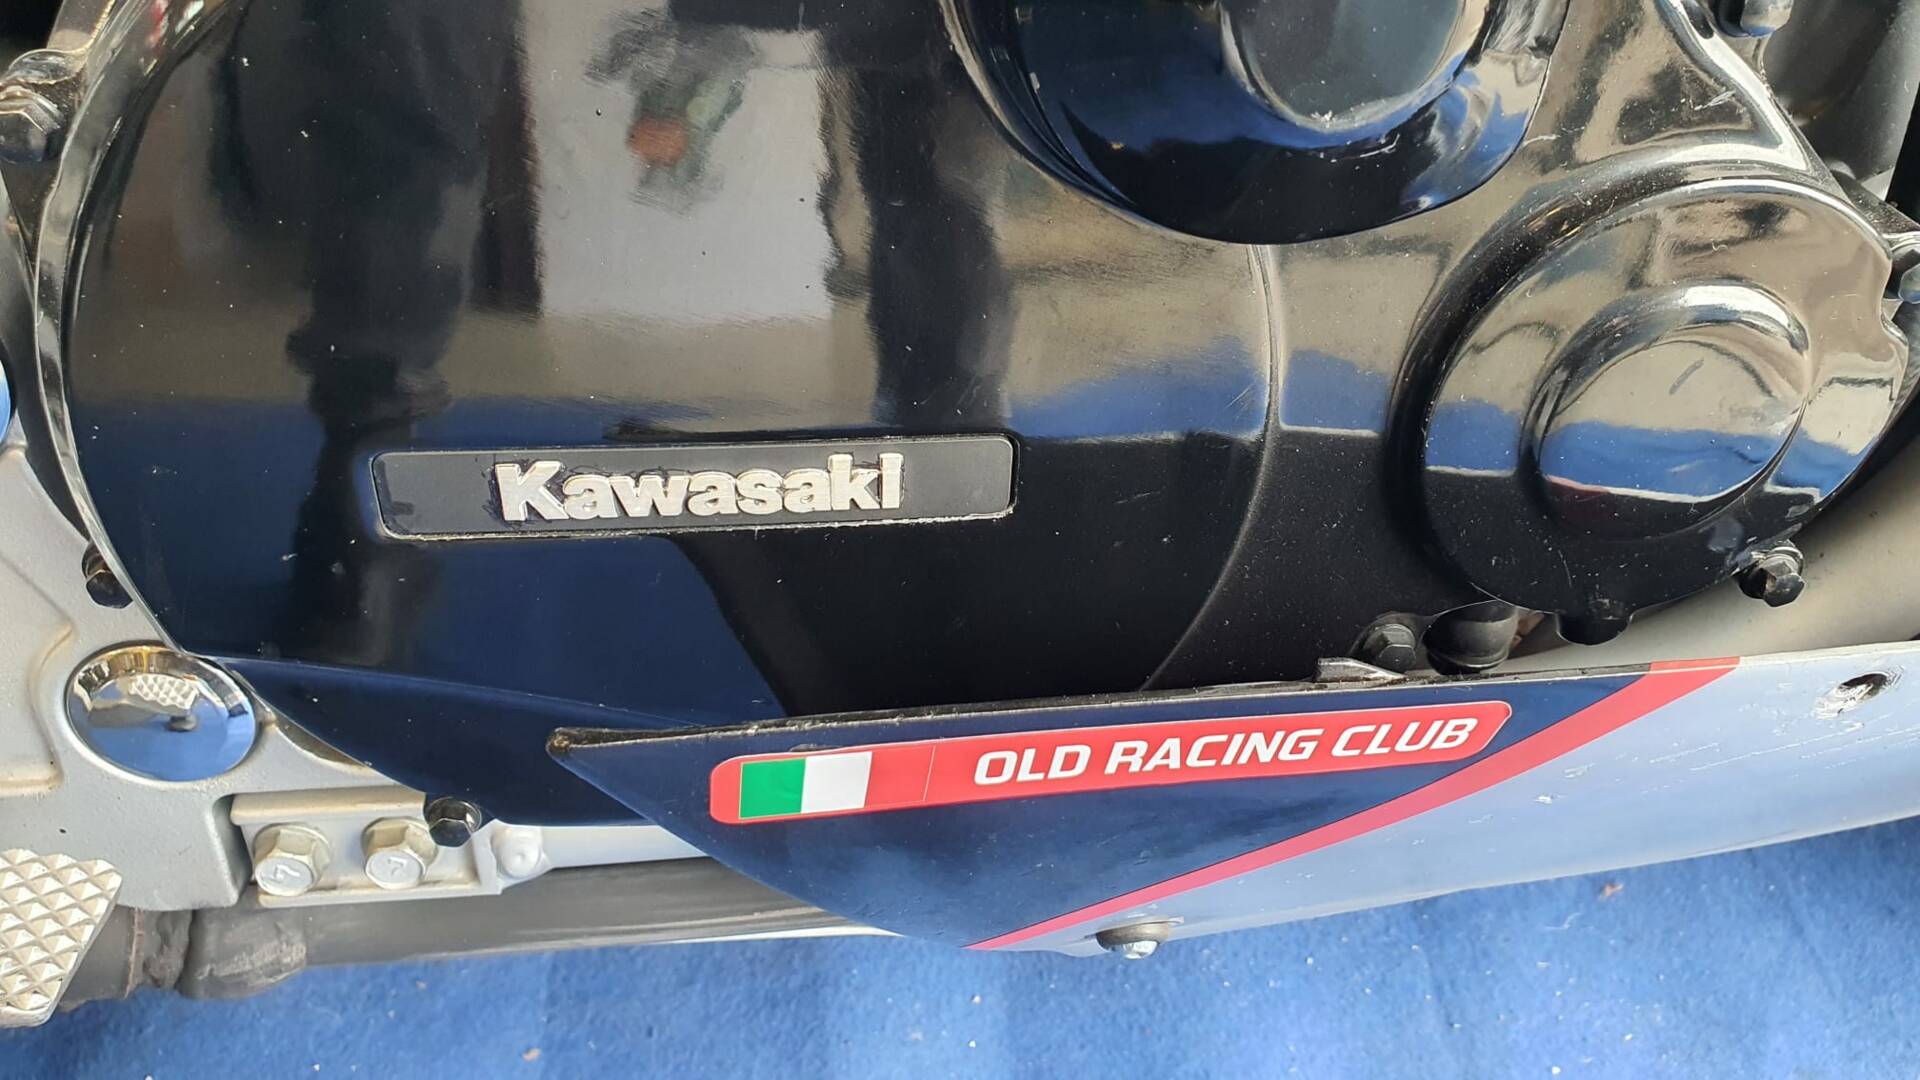 Kawasaki
OLD RACING CLUB